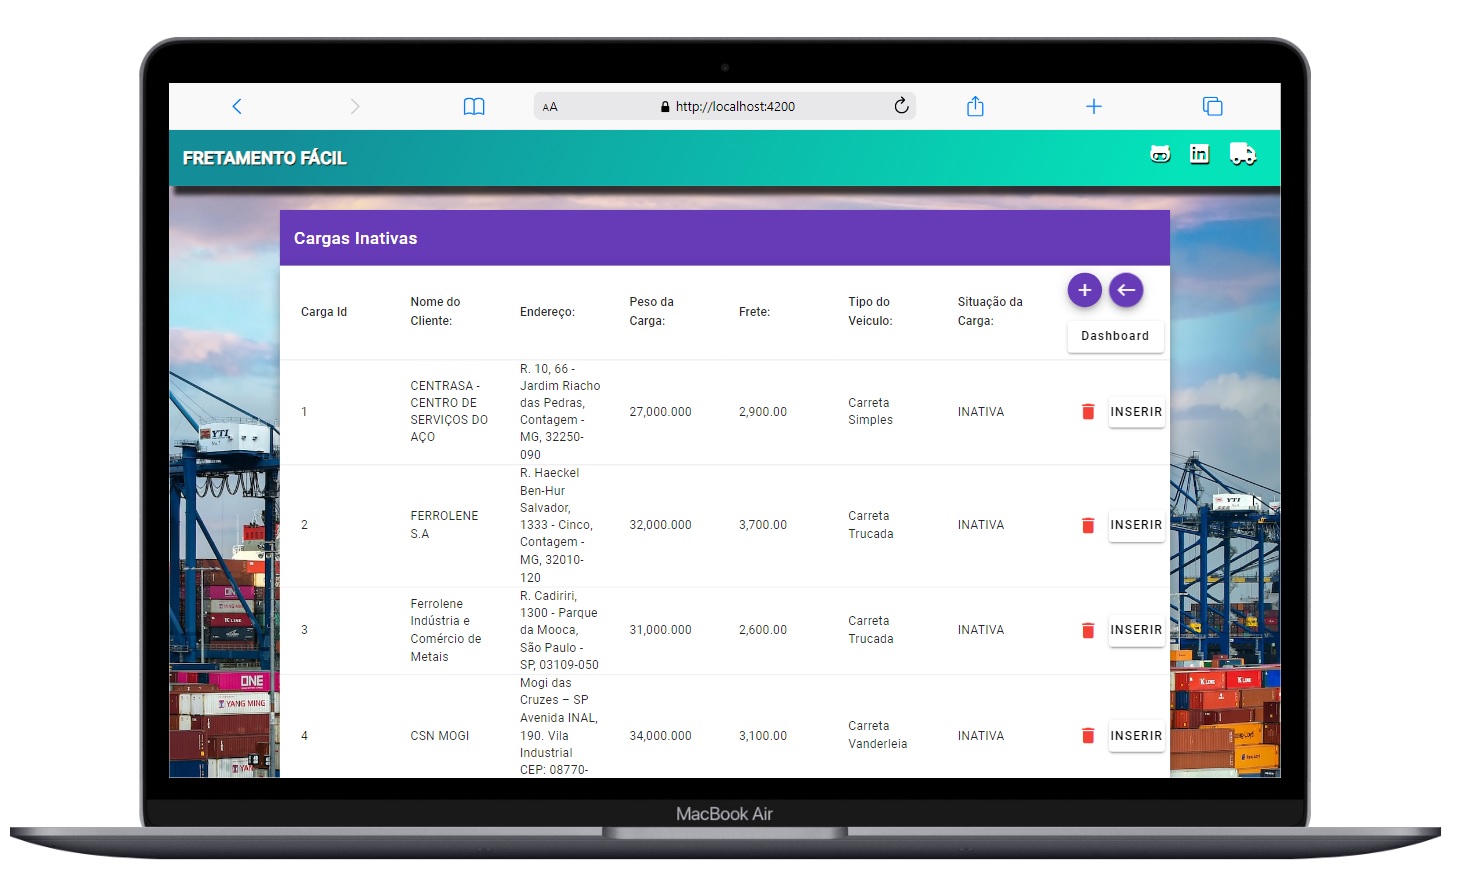 AA
http://localhost:4200
FRETAMENTO FÁCIL
in
Cargas Inativas
Carga Id
Nome do
Cliente:
Endereço:
Peso da
Carga:
Frete:
Tipo do
Veiculo:
Situação da
Carga:
Dashboard
1
CENTRASA -
CENTRO DE
SERVIÇOS DO
AÇO
R. 10, 66 -
Jardim Riacho
das Pedras,
Contagem -
MG, 32250-
090
27,000.000
2,900.00
Carreta
Simples
INATIVA
INSERIR
2
FERROLENE
S.A
R. Haeckel
Ben-Hur
Salvador,
1333 - Cinco,
Contagem -
MG, 32010-
120
32,000.000
3,700.00
Carreta
Trucada
INATIVA
INSERIR
3
Ferrolene
Indústria e
Comércio de
Metais
R. Cadiriri,
1300 - Parque
da Mooca,
São Paulo -
SP, 03109-050
31,000.000
2,600.00
Carreta
Trucada
INATIVA
INSERIR
4
CSN MOGI
Mogi das
Cruzes – SP
Avenida INAL,
190. Vila
Industrial
CEP: 08770-
34,000.000
3,100.00
Carreta
Vanderleia
INATIVA
INSERIR
YTI
YTI
ONE
YANG MING
K LINE
MacBook Air